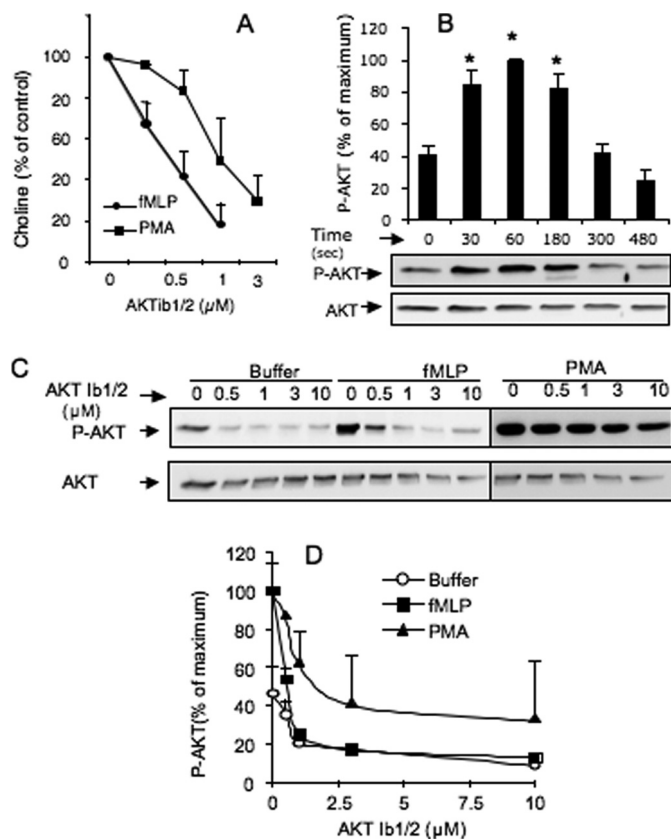 A
Choline (% of control)
100
20
60
20
20
fMLP
PMA
0 0.5 1 3
AKTib1/2 (µM)
B
P-AKT (% of maximum)
120
100
80
60
40
20
0
* * *
Time (sec) 0 30 60 180 300 480
P-AKT
AKT
C
Buffer fMLP PMA
AKT Ib1/2 (µM) 0 0.5 1 3 10 0 0.5 1 3 10 0 0.5 1 3 10
P-AKT
AKT
D
P-AKT(% of maximum)
120
100
80
60
40
20
0
Buffer
fMLP
PMA
0 2.5 5 7.5 10
AKT Ib1/2 (µM)